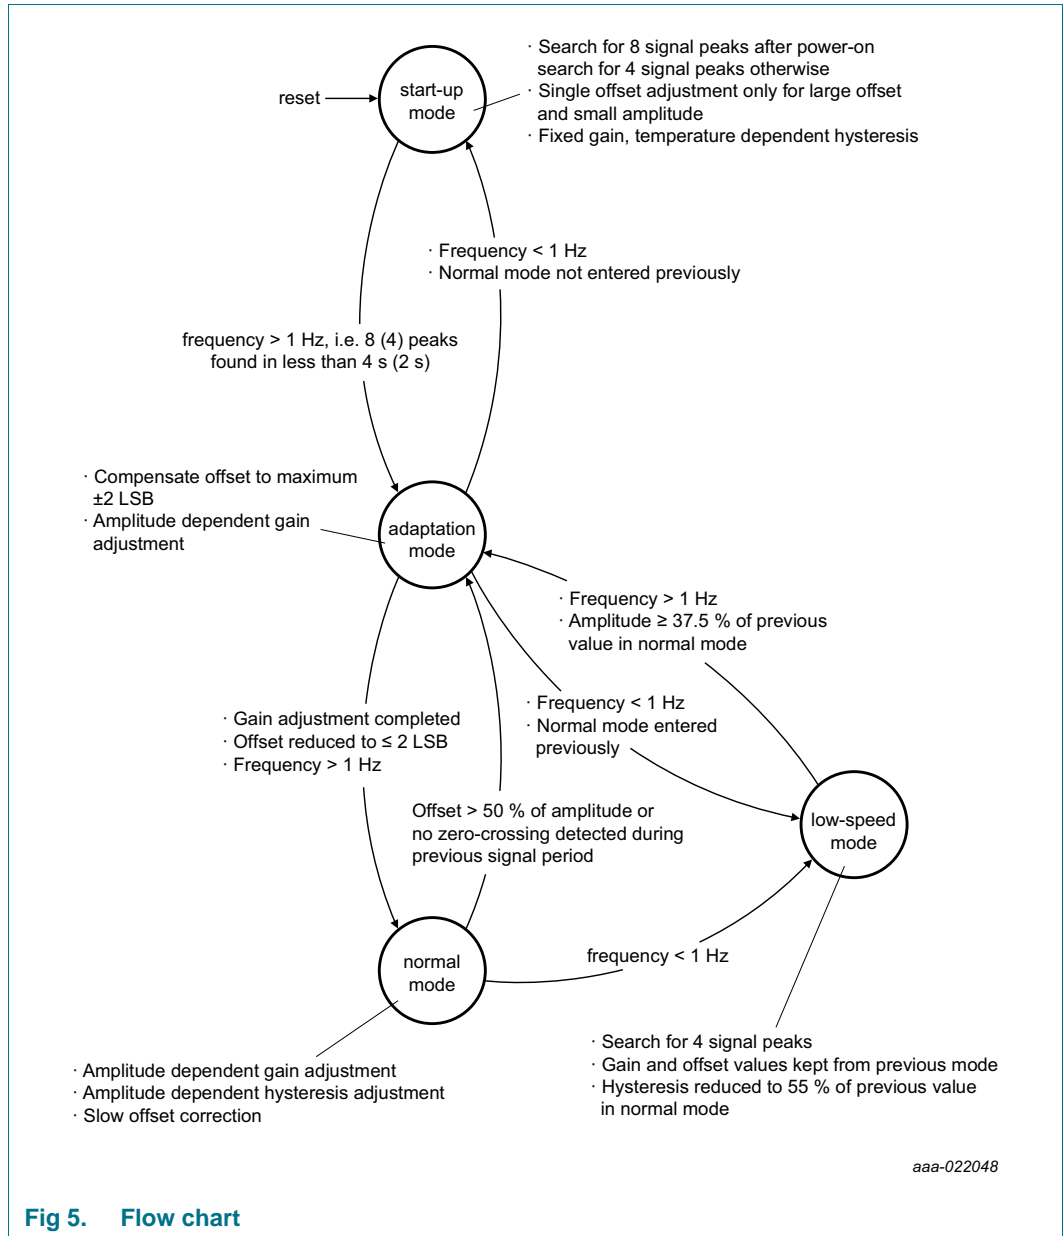 · Search for 8 signal peaks after power-on
search for 4 signal peaks otherwise
· Single offset adjustment only for large offset
and small amplitude
· Fixed gain, temperature dependent hysteresis
reset
start-up
mode
· Frequency < 1 Hz
· Normal mode not entered previously
frequency > 1 Hz, i.e. 8 (4) peaks
found in less than 4 s (2 s)
· Compensate offset to maximum
±2 LSB
· Amplitude dependent gain
adjustment
adaptation
mode
· Frequency > 1 Hz
· Amplitude ≥ 37.5 % of previous
value in normal mode
· Frequency < 1 Hz
· Normal mode entered
previously
· Gain adjustment completed
· Offset reduced to ≤ 2 LSB
· Frequency > 1 Hz
Offset > 50 % of amplitude or
no zero-crossing detected during
previous signal period
low-speed
mode
normal
mode
frequency < 1 Hz
· Search for 4 signal peaks
· Gain and offset values kept from previous mode
· Hysteresis reduced to 55 % of previous value
in normal mode
· Amplitude dependent gain adjustment
· Amplitude dependent hysteresis adjustment
· Slow offset correction
aaa-022048
Fig 5. Flow chart